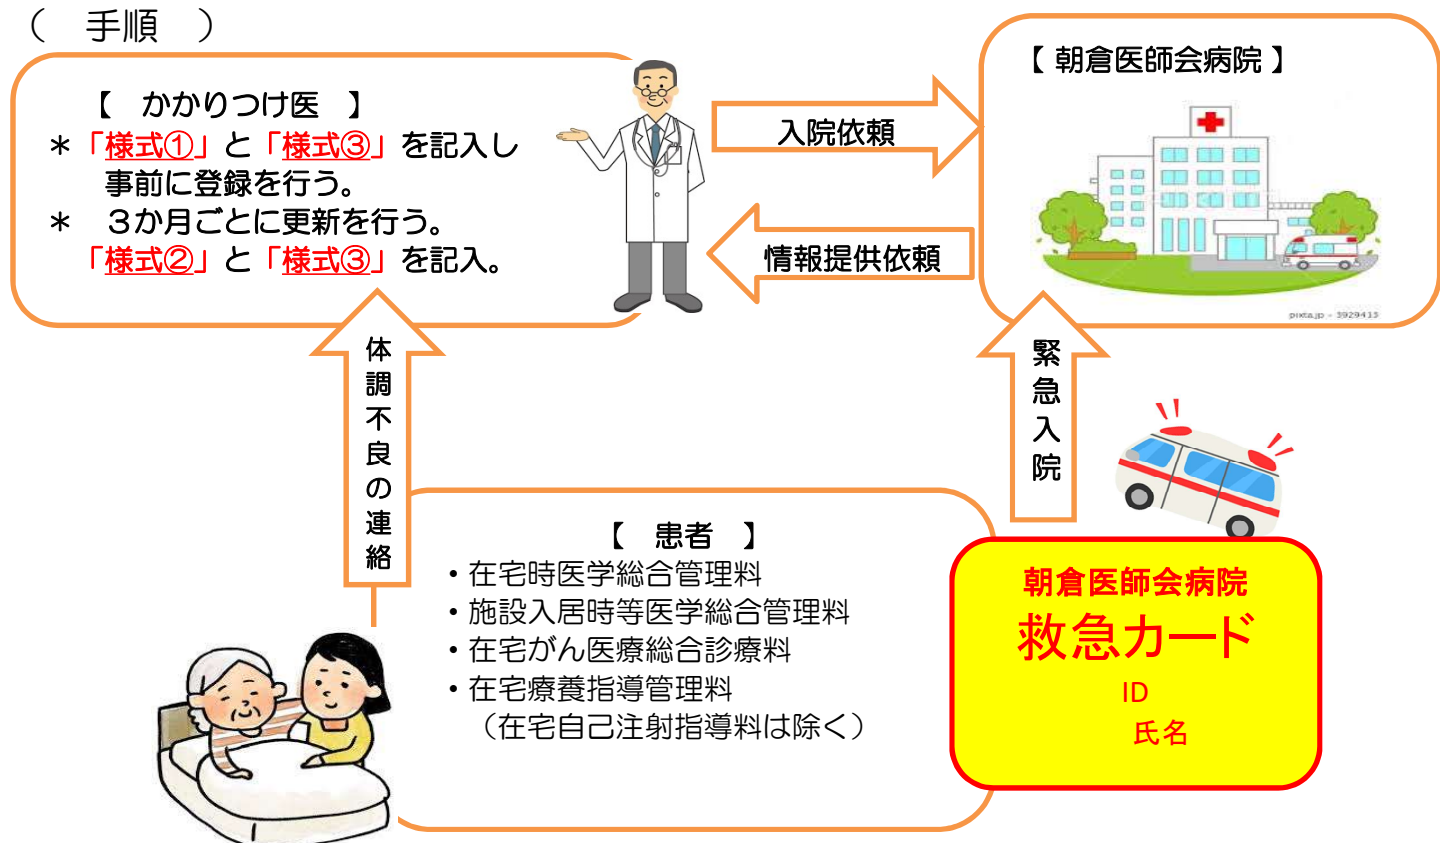 （　手順　）
【　かかりつけ医　】
＊「様式①」と「様式③」を記入し
事前に登録を行う。
＊　３か月ごとに更新を行う。
「様式②」と「様式③」を記入。
入院依頼
情報提供依頼
【 朝倉医師会病院 】
pixta.jp - 3929413
体調不良の連絡
緊急入院
【　患者　】
・在宅時医学総合管理料
・施設入居時等医学総合管理料
・在宅がん医療総合診療料
・在宅療養指導管理料
（在宅自己注射指導料は除く）
朝倉医師会病院
救急カード
ID
氏名